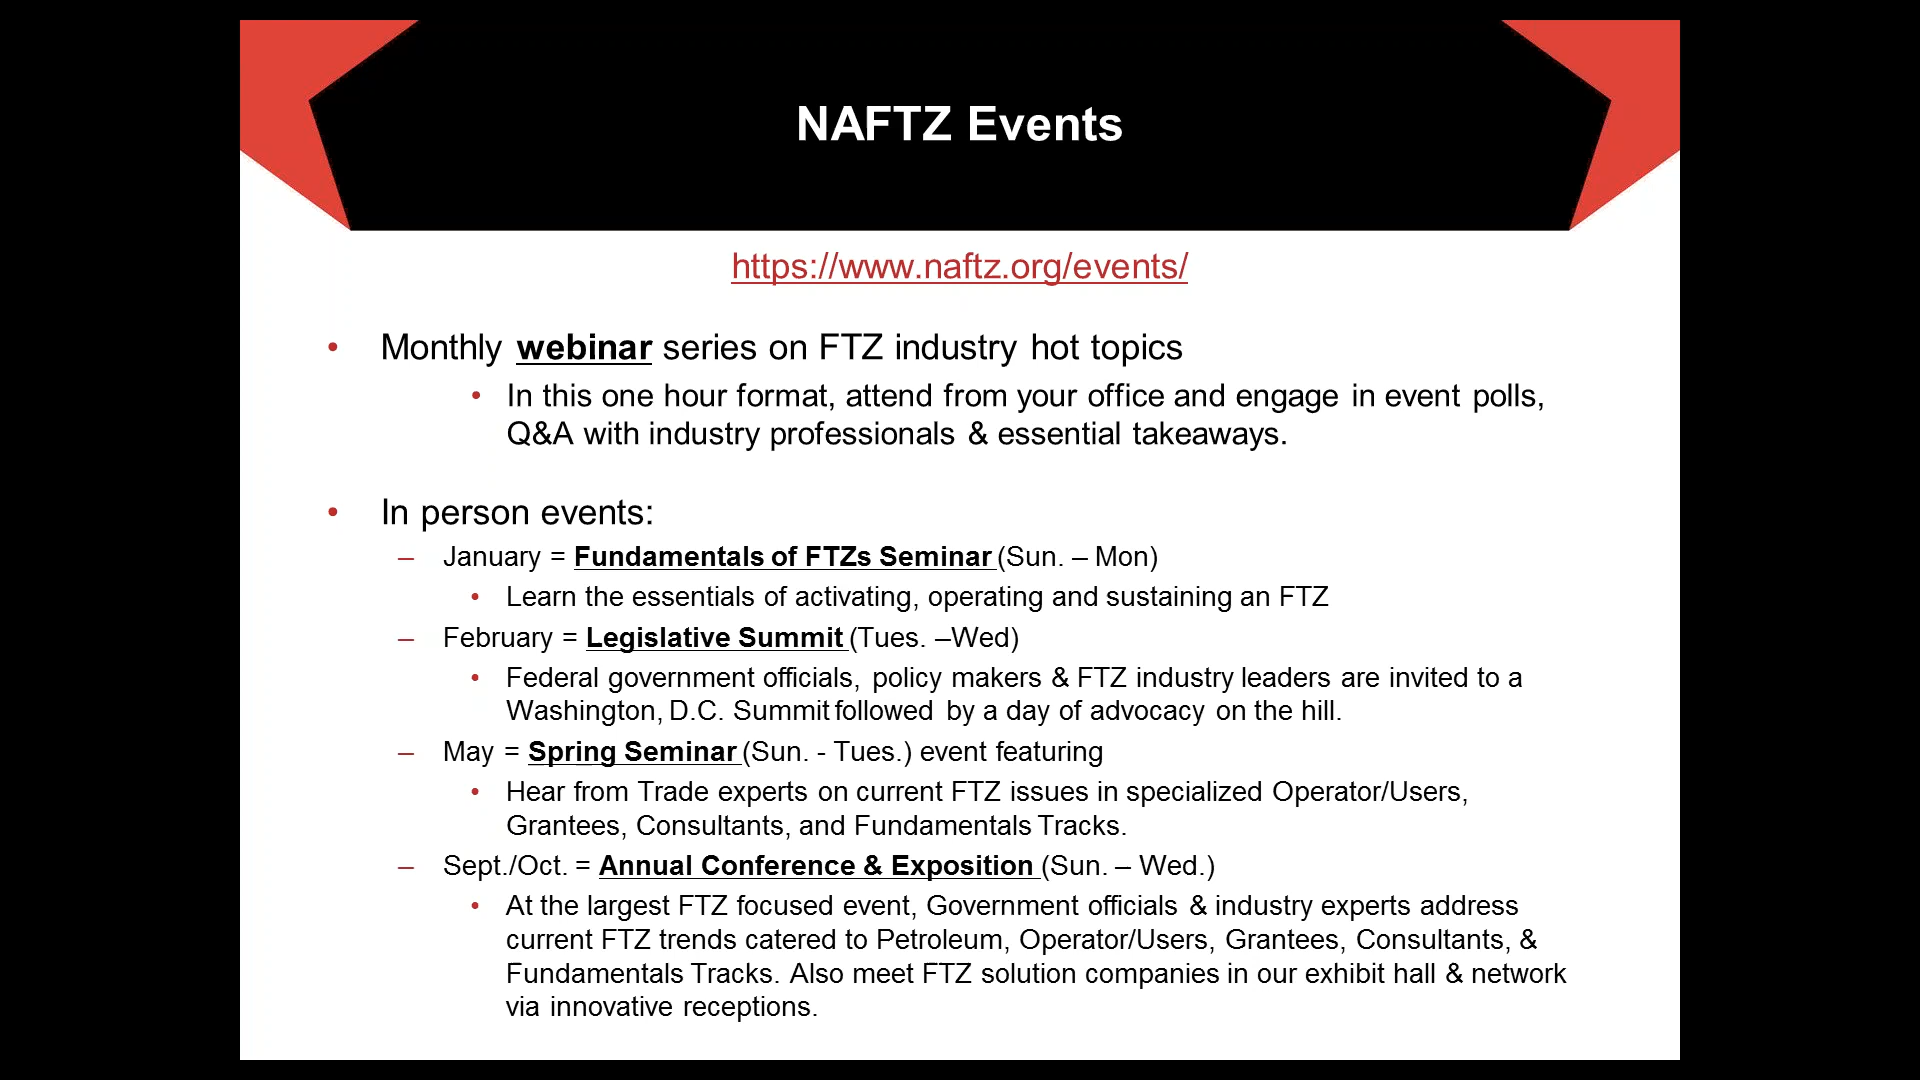 NAFTZ Events
https://www.naftz.org/events/
• Monthly webinar series on FTZ industry hot topics
• In this one hour format, attend from your office and engage in event polls,
Q&A with industry professionals & essential takeaways.
• In person events:
– January = Fundamentals of FTZs Seminar (Sun. – Mon)
• Learn the essentials of activating, operating and sustaining an FTZ
– February = Legislative Summit (Tues. –Wed)
• Federal government officials, policy makers & FTZ industry leaders are invited to a
Washington, D.C. Summit followed by a day of advocacy on the hill.
– May = Spring Seminar (Sun. - Tues.) event featuring
• Hear from Trade experts on current FTZ issues in specialized Operator/Users,
Grantees, Consultants, and Fundamentals Tracks.
– Sept./Oct. = Annual Conference & Exposition (Sun. – Wed.)
• At the largest FTZ focused event, Government officials & industry experts address
current FTZ trends catered to Petroleum, Operator/Users, Grantees, Consultants, &
Fundamentals Tracks. Also meet FTZ solution companies in our exhibit hall & network
via innovative receptions.